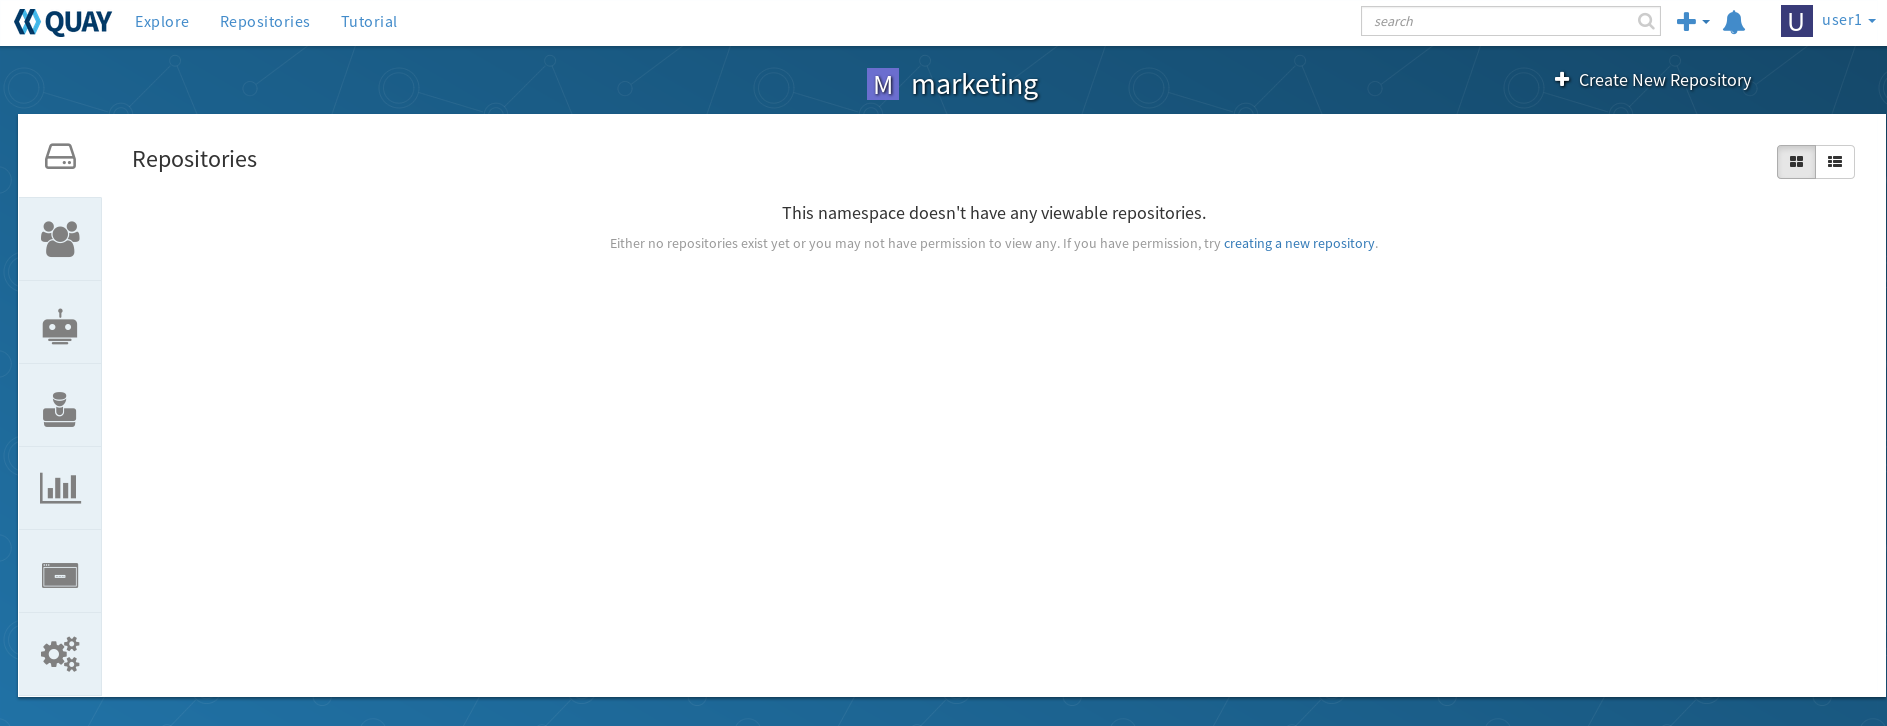 QUAY Explore Repositories Tutorial search user1
U
M marketing
Create New Repository
Repositories
This namespace doesn't have any viewable repositories.
Either no repositories exist yet or you may not have permission to view any. If you have permission, try creating a new repository.